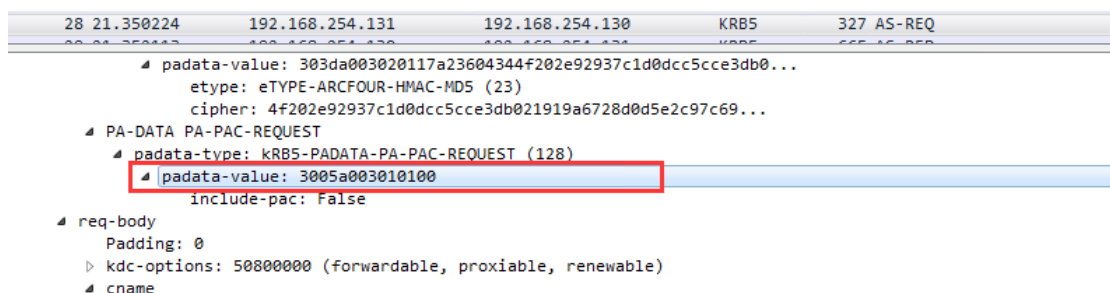 28 21.350224 192.168.254.131 192.168.254.130 KRB5 327 AS-REQ
padata-value: 303da003020117a23604344f202e92937c1d0dcc5cce3db0...
etype: eTYPE-ARCFOUR-HMAC-MD5 (23)
cipher: 4f202e92937c1d0dcc5cce3db021919a6728d0d5e2c97c69...
PA-DATA PA-PAC-REQUEST
padata-type: kRB5-PADATA-PA-PAC-REQUEST (128)
padata-value: 3005a003010100
include-pac: False
req-body
Padding: 0
kdc-options: 50800000 (forwardable, proxiable, renewable)
cname